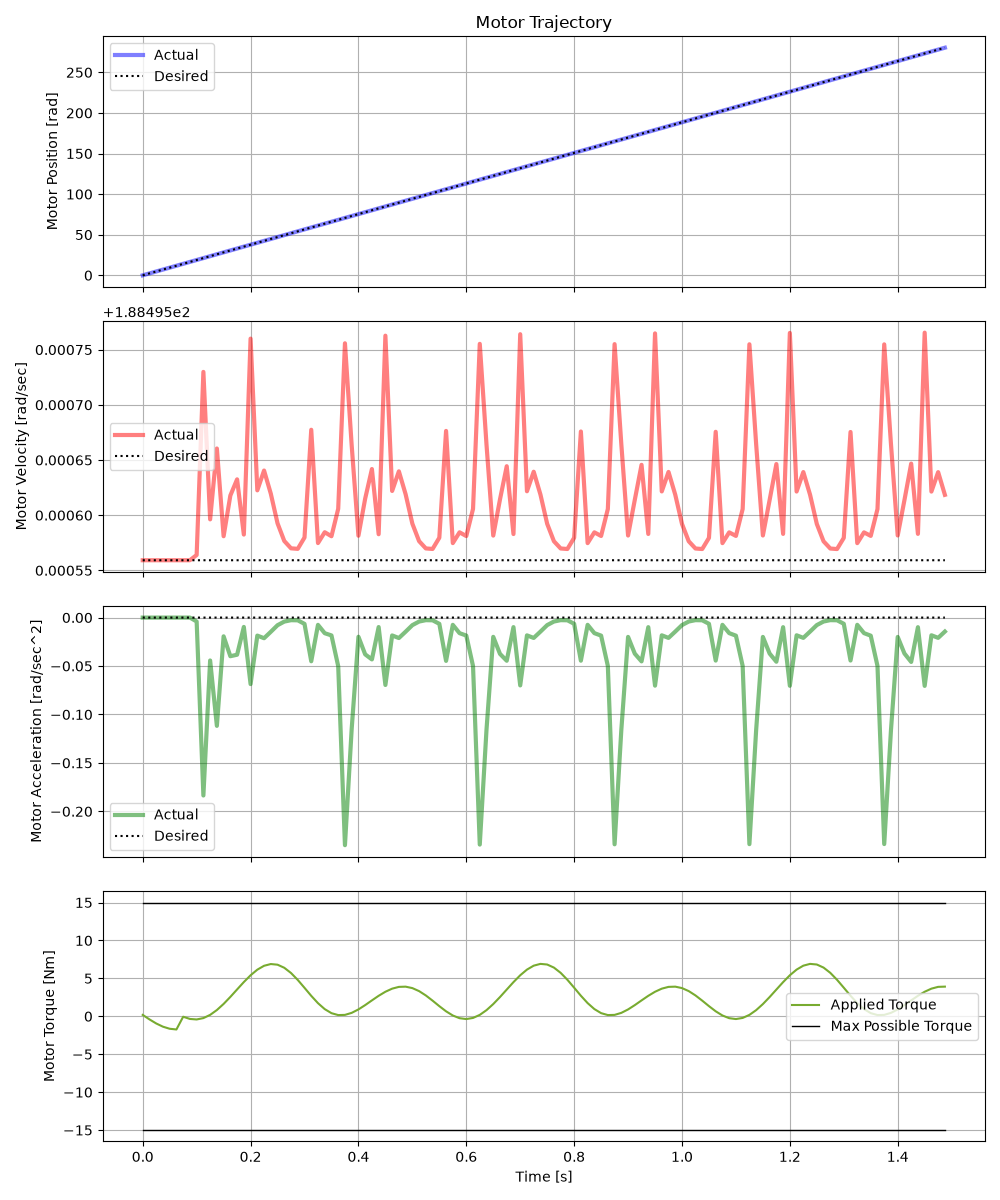 Motor Trajectory
Motor Position [rad]
250
200
150
100
50
0
Actual
Desired
+1.88495e2
Motor Velocity [rad/sec]
0.00075
0.00070
0.00065
0.00060
0.00055
Actual
Desired
Motor Acceleration [rad/sec^2]
0.00
−0.05
−0.10
−0.15
−0.20
Actual
Desired
Motor Torque [Nm]
15
10
5
0
−5
−10
−15
Applied Torque
Max Possible Torque
0.0 0.2 0.4 0.6 0.8 1.0 1.2 1.4
Time [s]